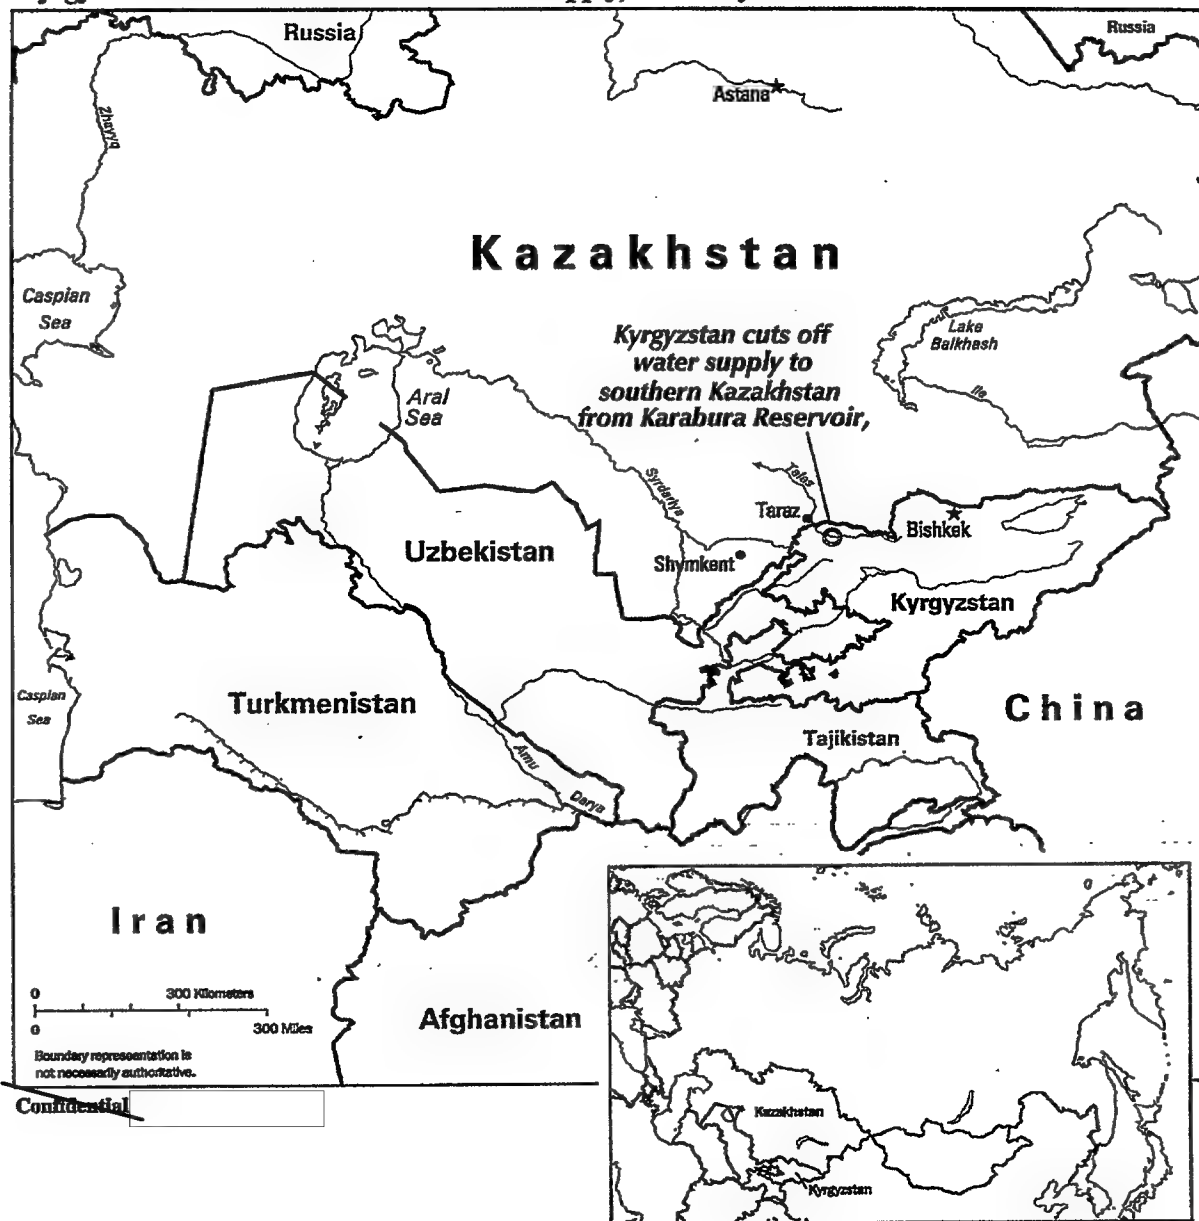 Russia
Russia
Astana
Zhayyq
Kazakhstan
Caspian
Sea
Lake
Balkhash
Kyrgyzstan cuts off
water supply to
southern Kazakhstan
from Karabura Reservoir,
Aral
Sea
Ile
Syrdariya
Talas
Taraz
Bishkek
Uzbekistan
Shymkent
Kyrgyzstan
Caspian
Sea
Turkmenistan
China
Tajikistan
Amu
Darya
Iran
0
300 Kilometers
0
300 Miles
Afghanistan
Boundary representation is
not necessarily authoritative.
Confidential
Kazakhstan
Kyrgyzstan